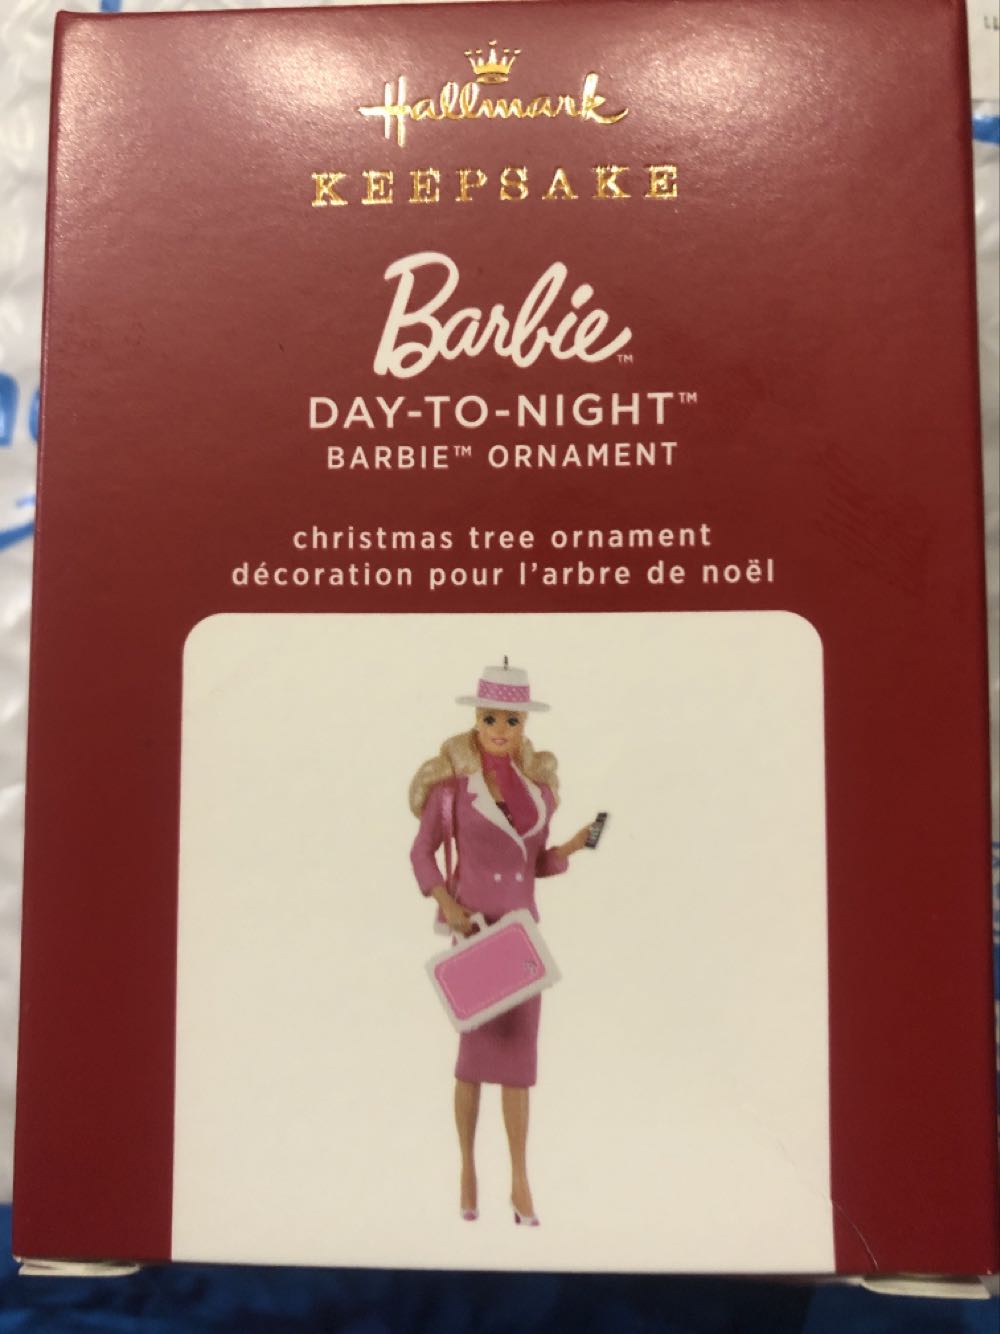 Hallmark
KEEPSAKE
Barbie™
DAY-TO-NIGHT™
BARBIE™ ORNAMENT
christmas tree ornament
décoration pour l'arbre de noël